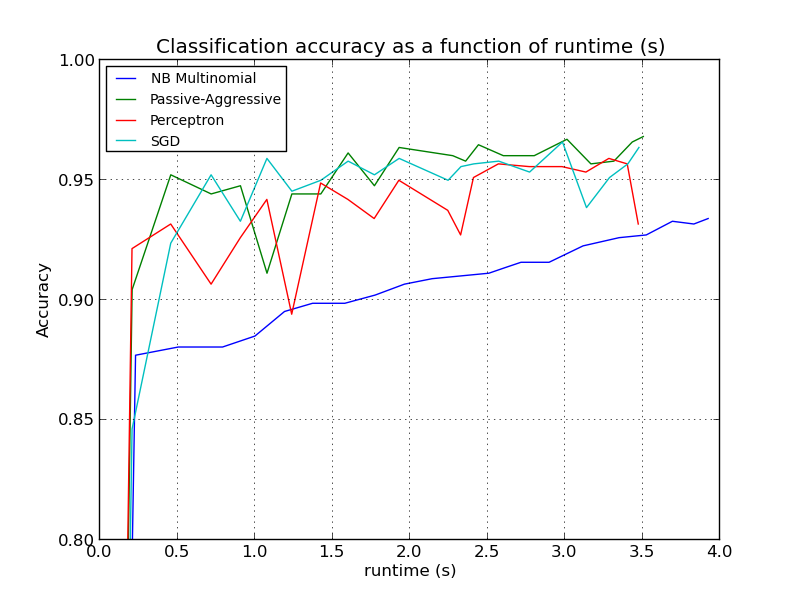 Classification accuracy as a function of runtime (s)
NB Multinomial
Passive-Aggressive
Perceptron
SGD
1.00
0.95
0.90
0.85
0.80
Accuracy
0.0 0.5 1.0 1.5 2.0 2.5 3.0 3.5 4.0
runtime (s)